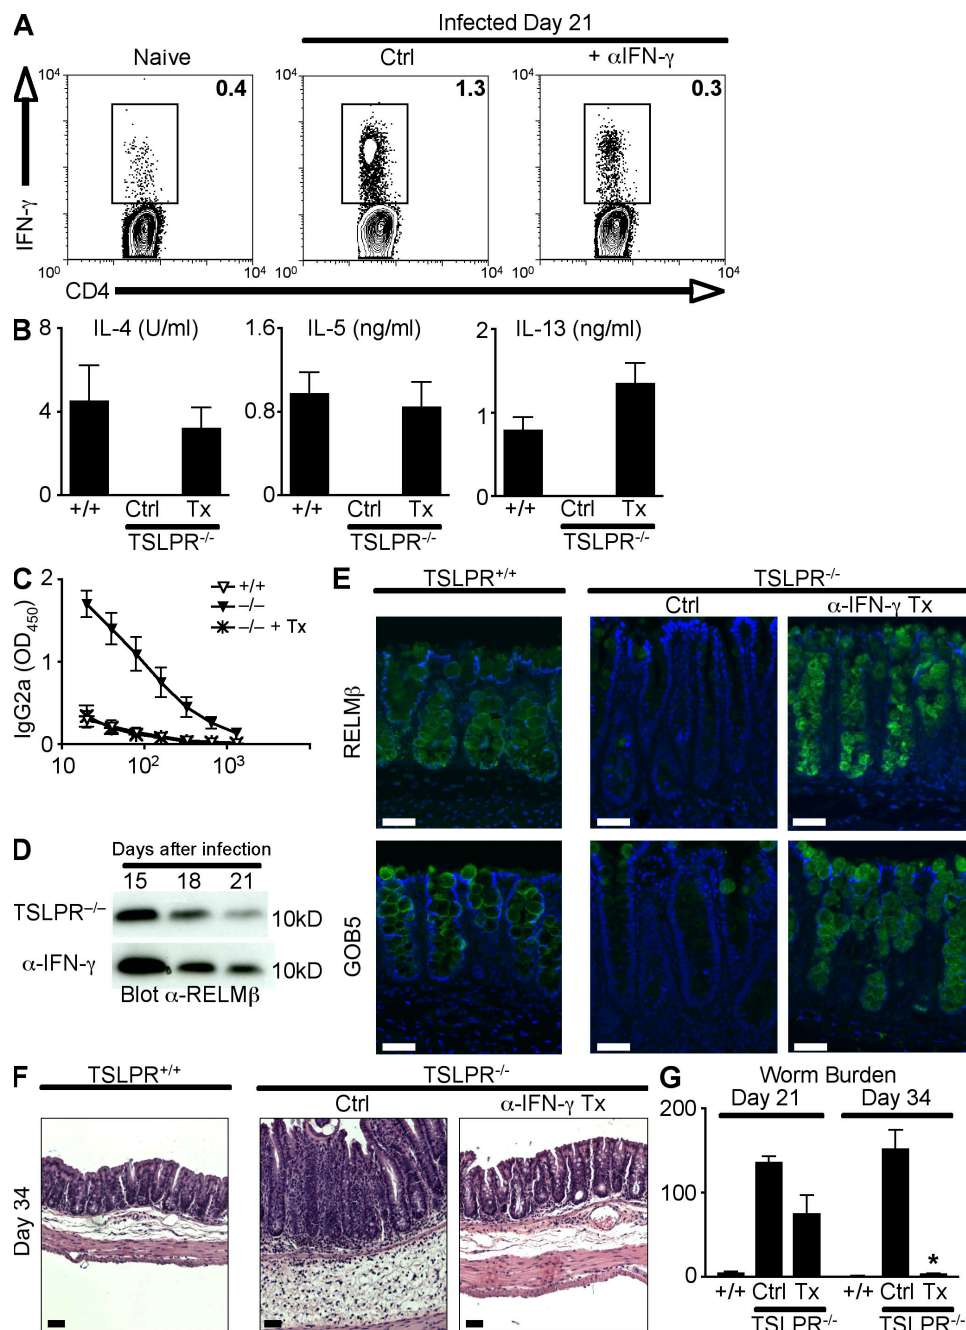 A
Infected Day 21
Naive
Ctrl
+ αIFN-γ
10⁴
0.4
10⁴
1.3
10⁴
0.3
IFN-γ
10⁰
10⁴
10⁰
10⁴
10⁰
10⁴
CD4
B
IL-4 (U/ml)
IL-5 (ng/ml)
IL-13 (ng/ml)
8
4
0
1.6
0.8
0
2
1
0
+/+
Ctrl
Tx
+/+
Ctrl
Tx
+/+
Ctrl
Tx
TSLPR⁻/⁻
TSLPR⁻/⁻
TSLPR⁻/⁻
C
IgG2a (OD₄₅₀)
2
1
0
10
10²
10³
+/+
–/–
–/– + Tx
D
Days after infection
15 18 21
TSLPR⁻/⁻
10kD
α-IFN-γ
10kD
Blot α-RELMβ
E
TSLPR⁺/⁺
TSLPR⁻/⁻
Ctrl
α-IFN-γ Tx
RELMβ
GOB5
F
TSLPR⁺/⁺
TSLPR⁻/⁻
Ctrl
α-IFN-γ Tx
Day 34
G
Worm Burden
Day 21
Day 34
200
100
0
*
+/+
Ctrl
Tx
+/+
Ctrl
Tx
TSLPR⁻/⁻
TSLPR⁻/⁻